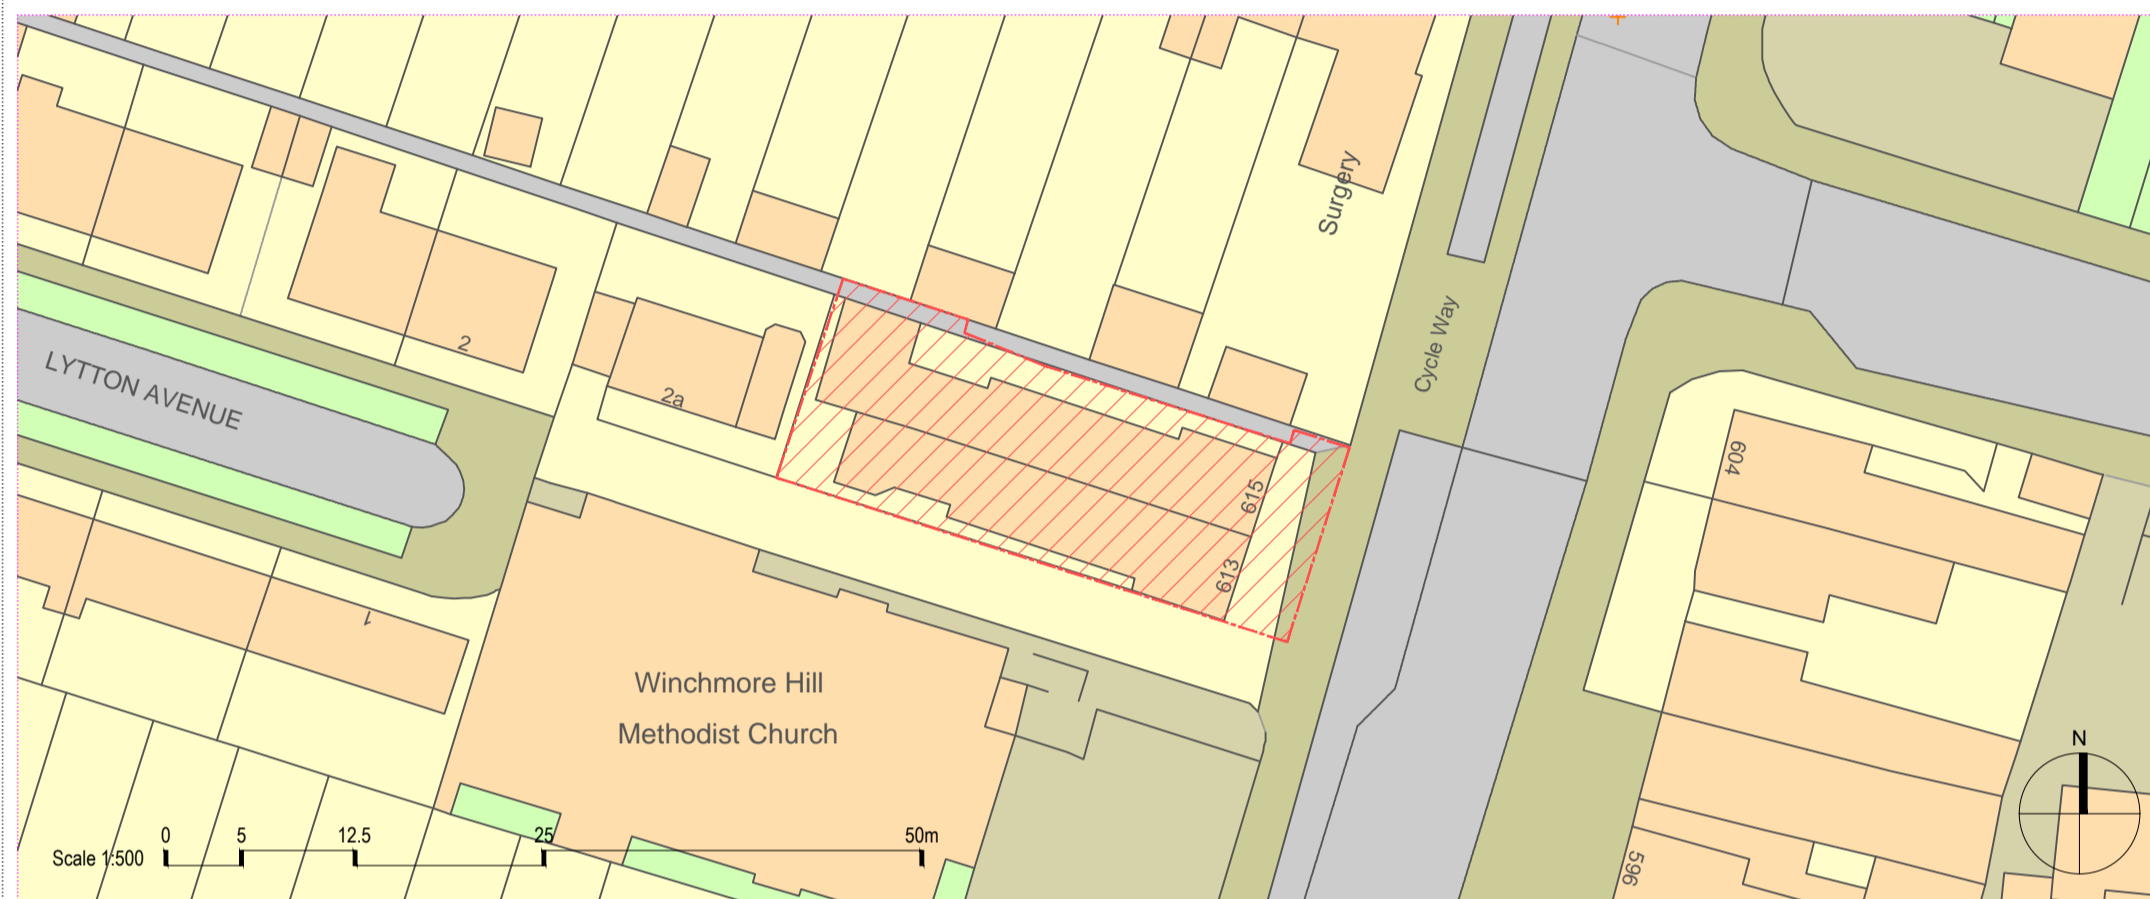 Surgery
Cycle Way
LYTTON AVENUE
2
2a
604
615
613
1
Winchmore Hill
Methodist Church
N
0 5 12.5 25 50m
Scale 1:500
596